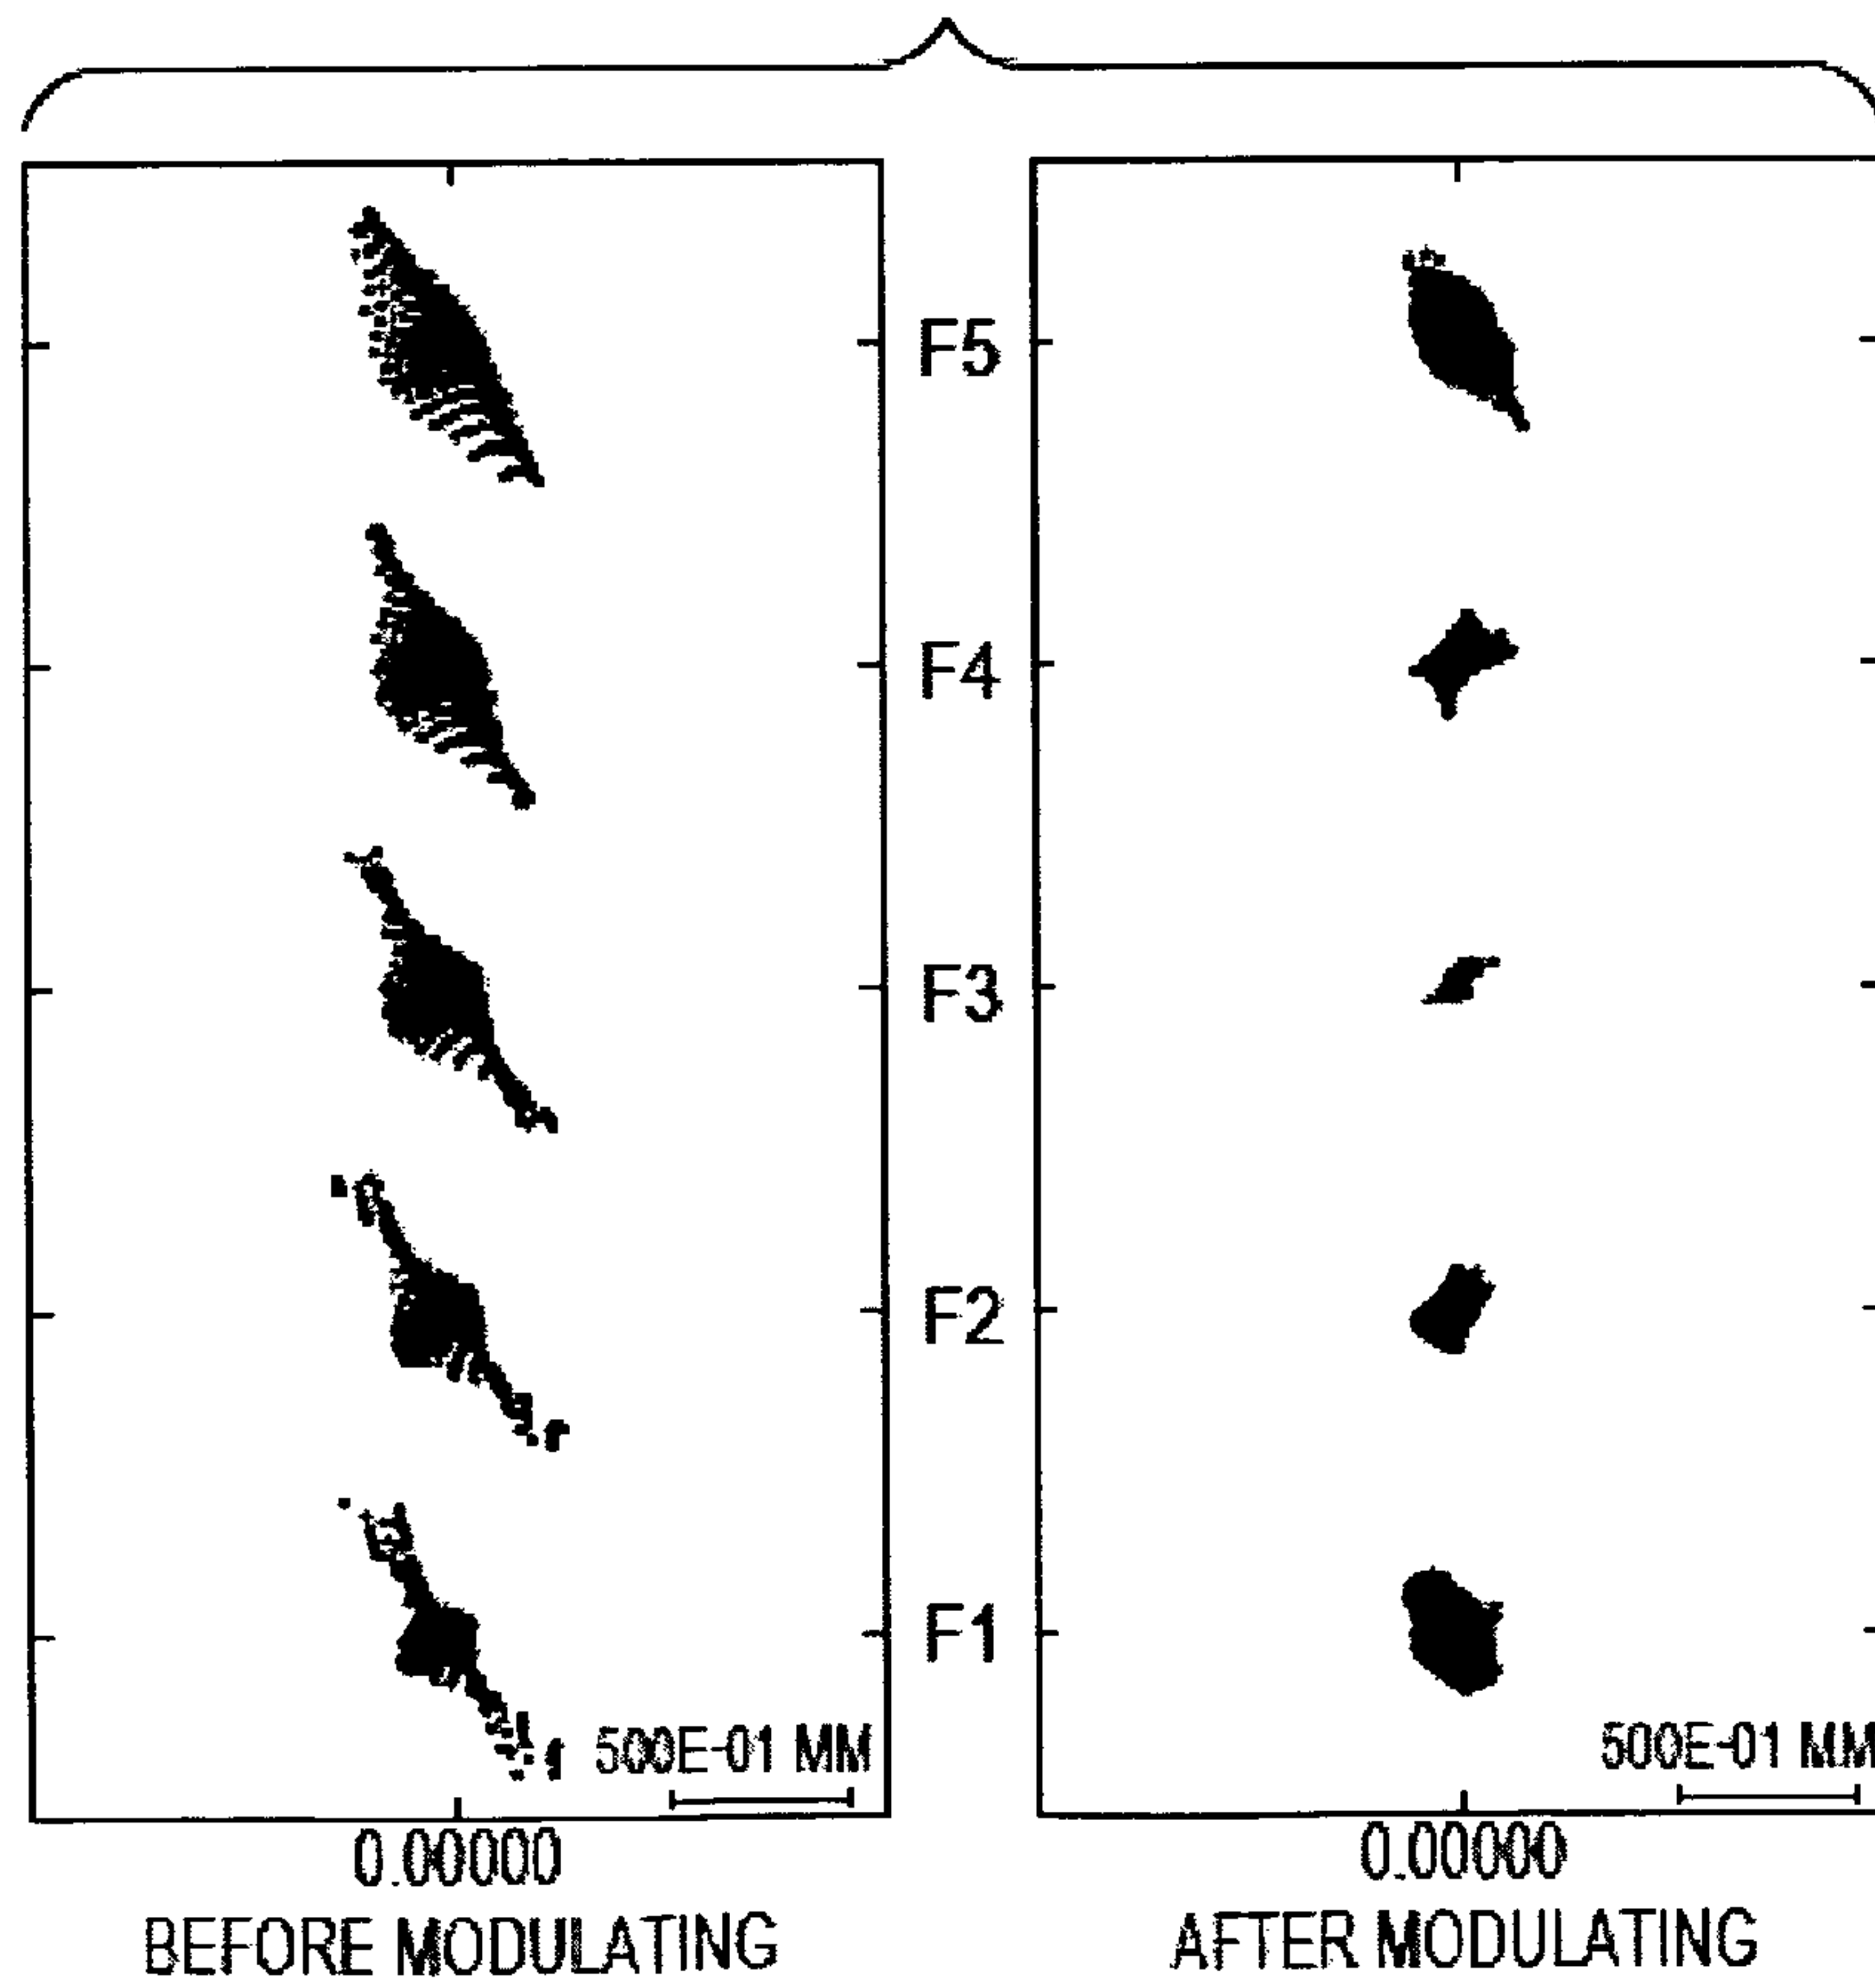 F5
F4
F3
F2
F1
500E-01 MM
500E-01 MM
0.00000
0.00000
BEFORE MODULATING
AFTER MODULATING